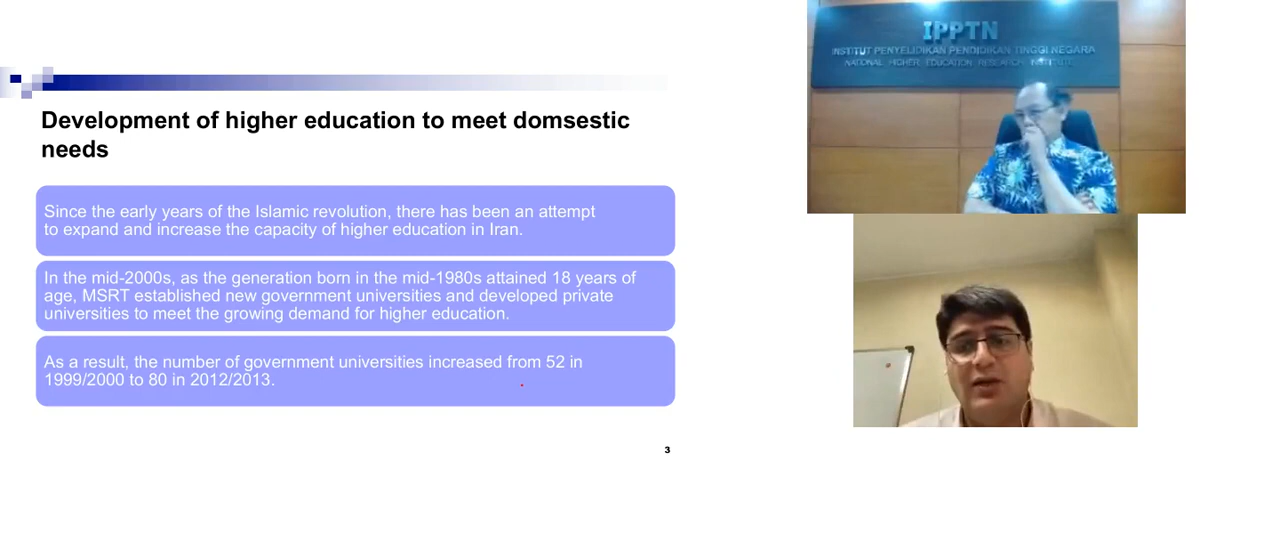 Development of higher education to meet domsestic
needs
Since the early years of the Islamic revolution, there has been an attempt
to expand and increase the capacity of higher education in Iran.
In the mid-2000s, as the generation born in the mid-1980s attained 18 years of
age, MSRT established new government universities and developed private
universities to meet the growing demand for higher education.
As a result, the number of government universities increased from 52 in
1999/2000 to 80 in 2012/2013.
3
IPPTN
INSTITUT PENYELIDIKAN PENDIDIKAN TINGGI NEGARA
NATIONAL HIGHER EDUCATION RESEARCH INSTITUTE